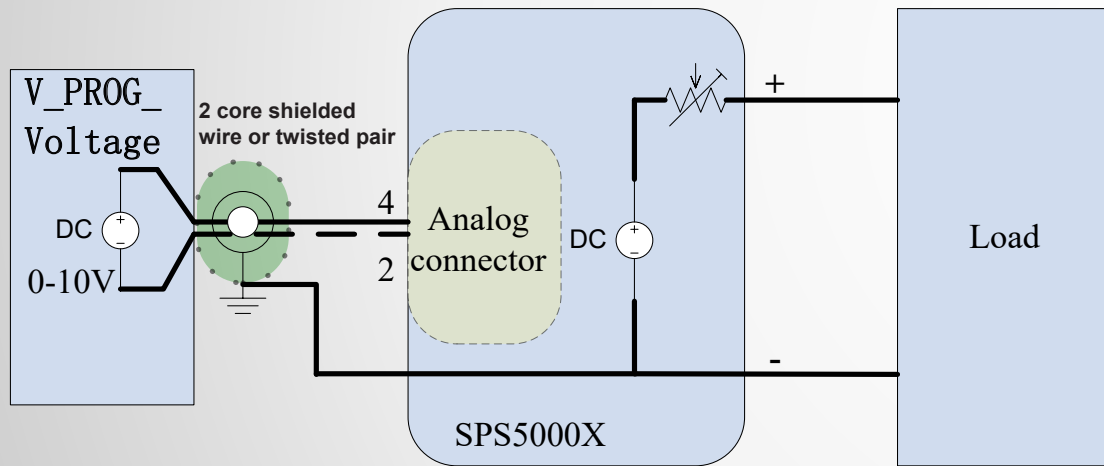 V_PROG_
Voltage
2 core shielded
wire or twisted pair
DC
+
-
0-10V
4
2
Analog
connector
DC
+
-
SPS5000X
+
-
Load